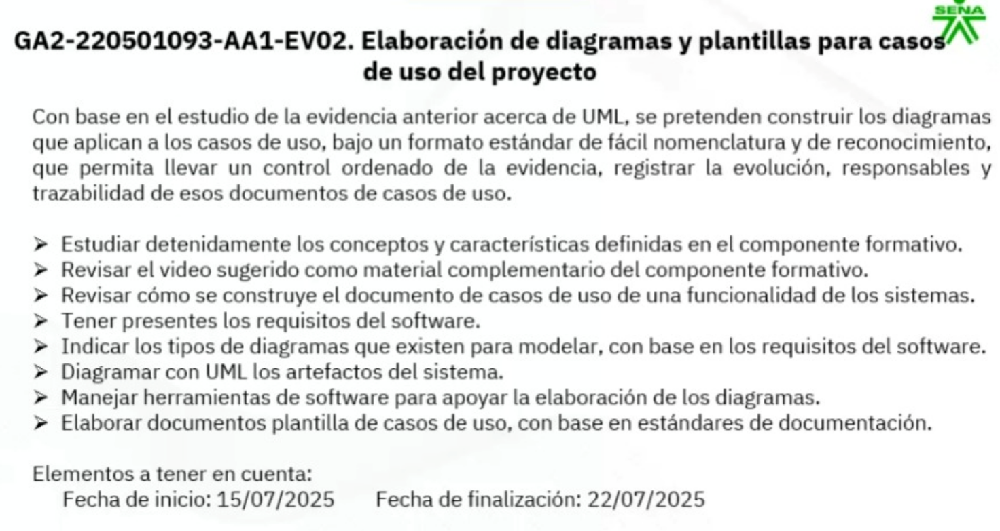 SENA
GA2-220501093-AA1-EV02. Elaboración de diagramas y plantillas para casos
de uso del proyecto
Con base en el estudio de la evidencia anterior acerca de UML, se pretenden construir los diagramas
que aplican a los casos de uso, bajo un formato estándar de fácil nomenclatura y de reconocimiento,
que permita llevar un control ordenado de la evidencia, registrar la evolución, responsables y
trazabilidad de esos documentos de casos de uso.
➤ Estudiar detenidamente los conceptos y características definidas en el componente formativo.
➤ Revisar el video sugerido como material complementario del componente formativo.
➤ Revisar cómo se construye el documento de casos de uso de una funcionalidad de los sistemas.
➤ Tener presentes los requisitos del software.
➤ Indicar los tipos de diagramas que existen para modelar, con base en los requisitos del software.
➤ Diagramar con UML los artefactos del sistema.
➤ Manejar herramientas de software para apoyar la elaboración de los diagramas.
➤ Elaborar documentos plantilla de casos de uso, con base en estándares de documentación.
Elementos a tener en cuenta:
Fecha de inicio: 15/07/2025 Fecha de finalización: 22/07/2025